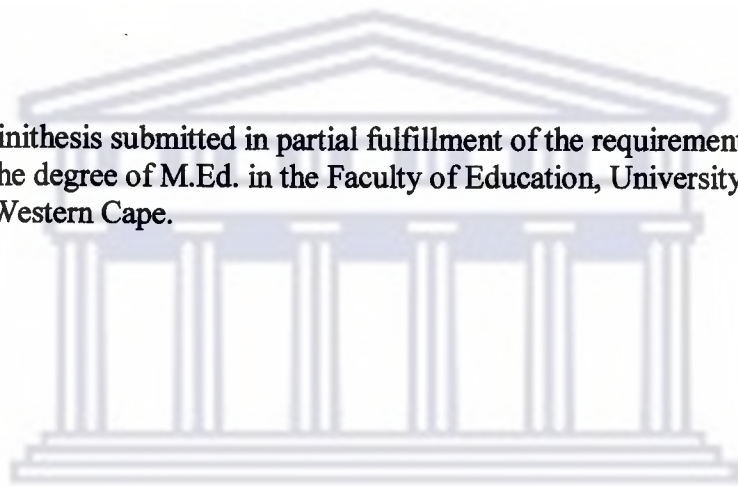 inithesis submitted in partial fulfillment of the requirement
he degree of M.Ed. in the Faculty of Education, University
Western Cape.